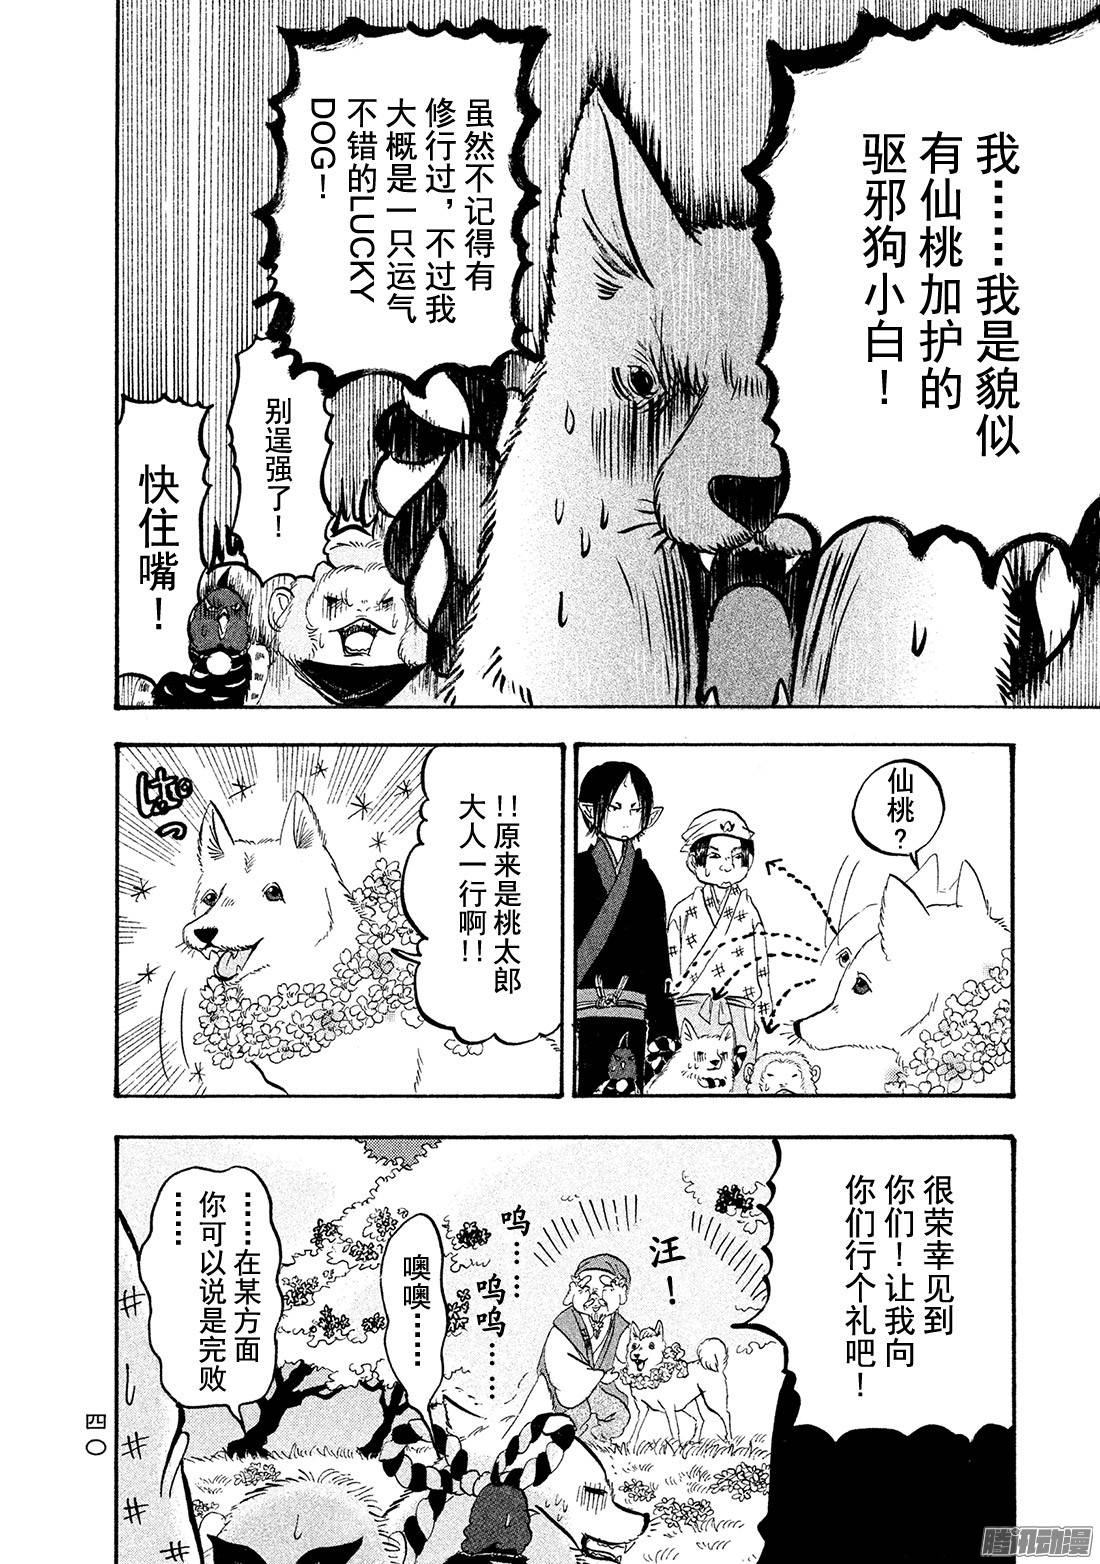 我……我是貌似
有仙桃加护的
驱邪狗小白！
虽然不记得有
修行过，不过我
大概是一只运气
不错的LUCKY
DOG！
别逞强了！
快住嘴！
仙桃？
!!原来是桃太郎
大人一行啊!!
ぱあっ
很荣幸见到
你们！让我向
你们行个礼吧！
汪！
呜……
呜呜……
噢噢……
……在某方面
你可以说是完败
……
四〇
腾讯动漫